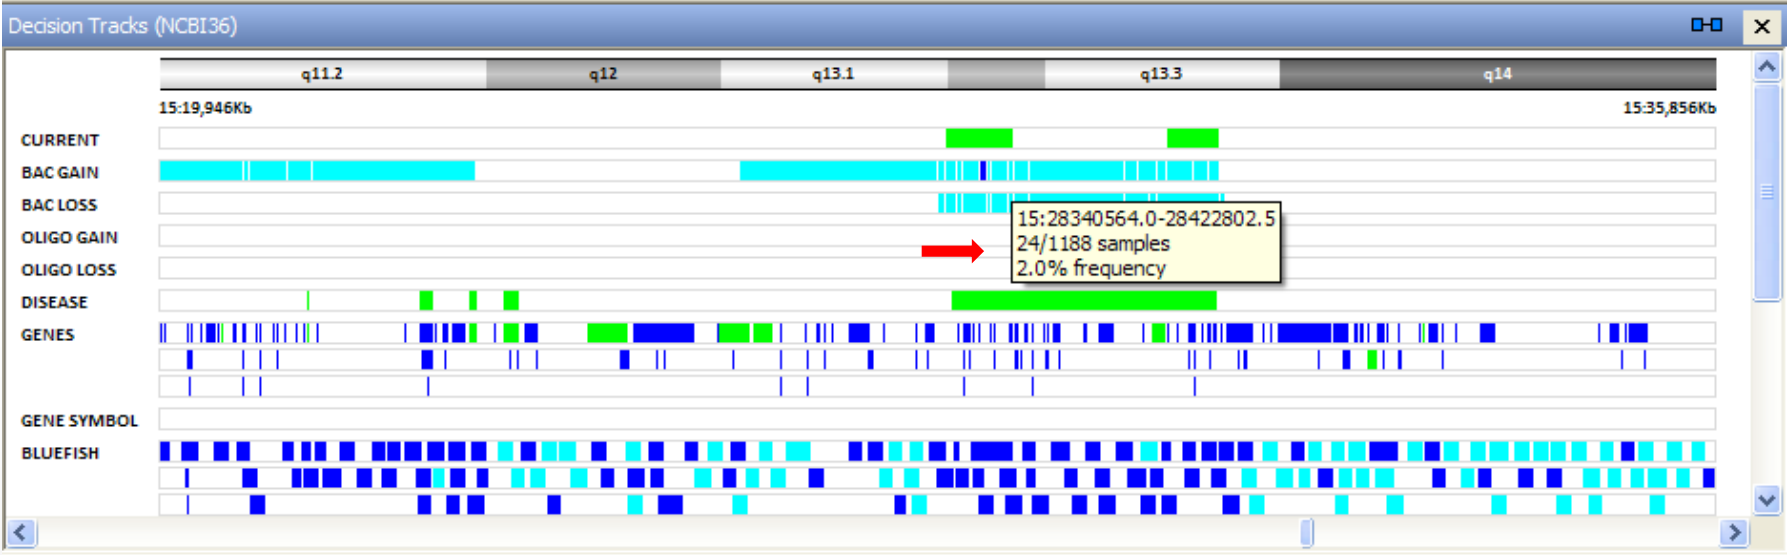 Decision Tracks (NCBI36)
q11.2 q12 q13.1 q13.3 q14
15:19,946Kb 15:35,856Kb
CURRENT
BAC GAIN
BAC LOSS
15:28340564.0-28422802.5
OLIGO GAIN
24/1188 samples
OLIGO LOSS
2.0% frequency
DISEASE
GENES
GENE SYMBOL
BLUEFISH